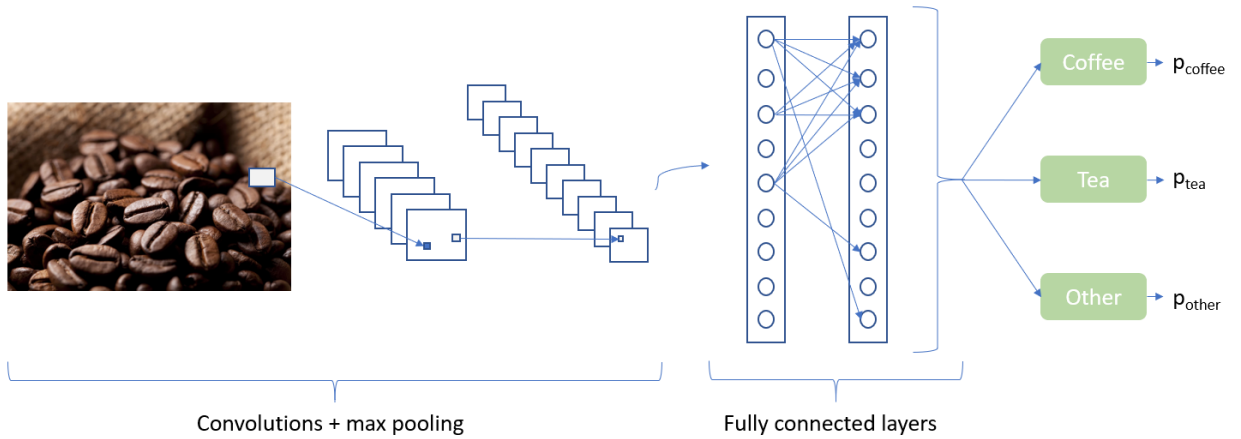 Coffee
p_coffee
Tea
p_tea
Other
p_other
Convolutions + max pooling
Fully connected layers